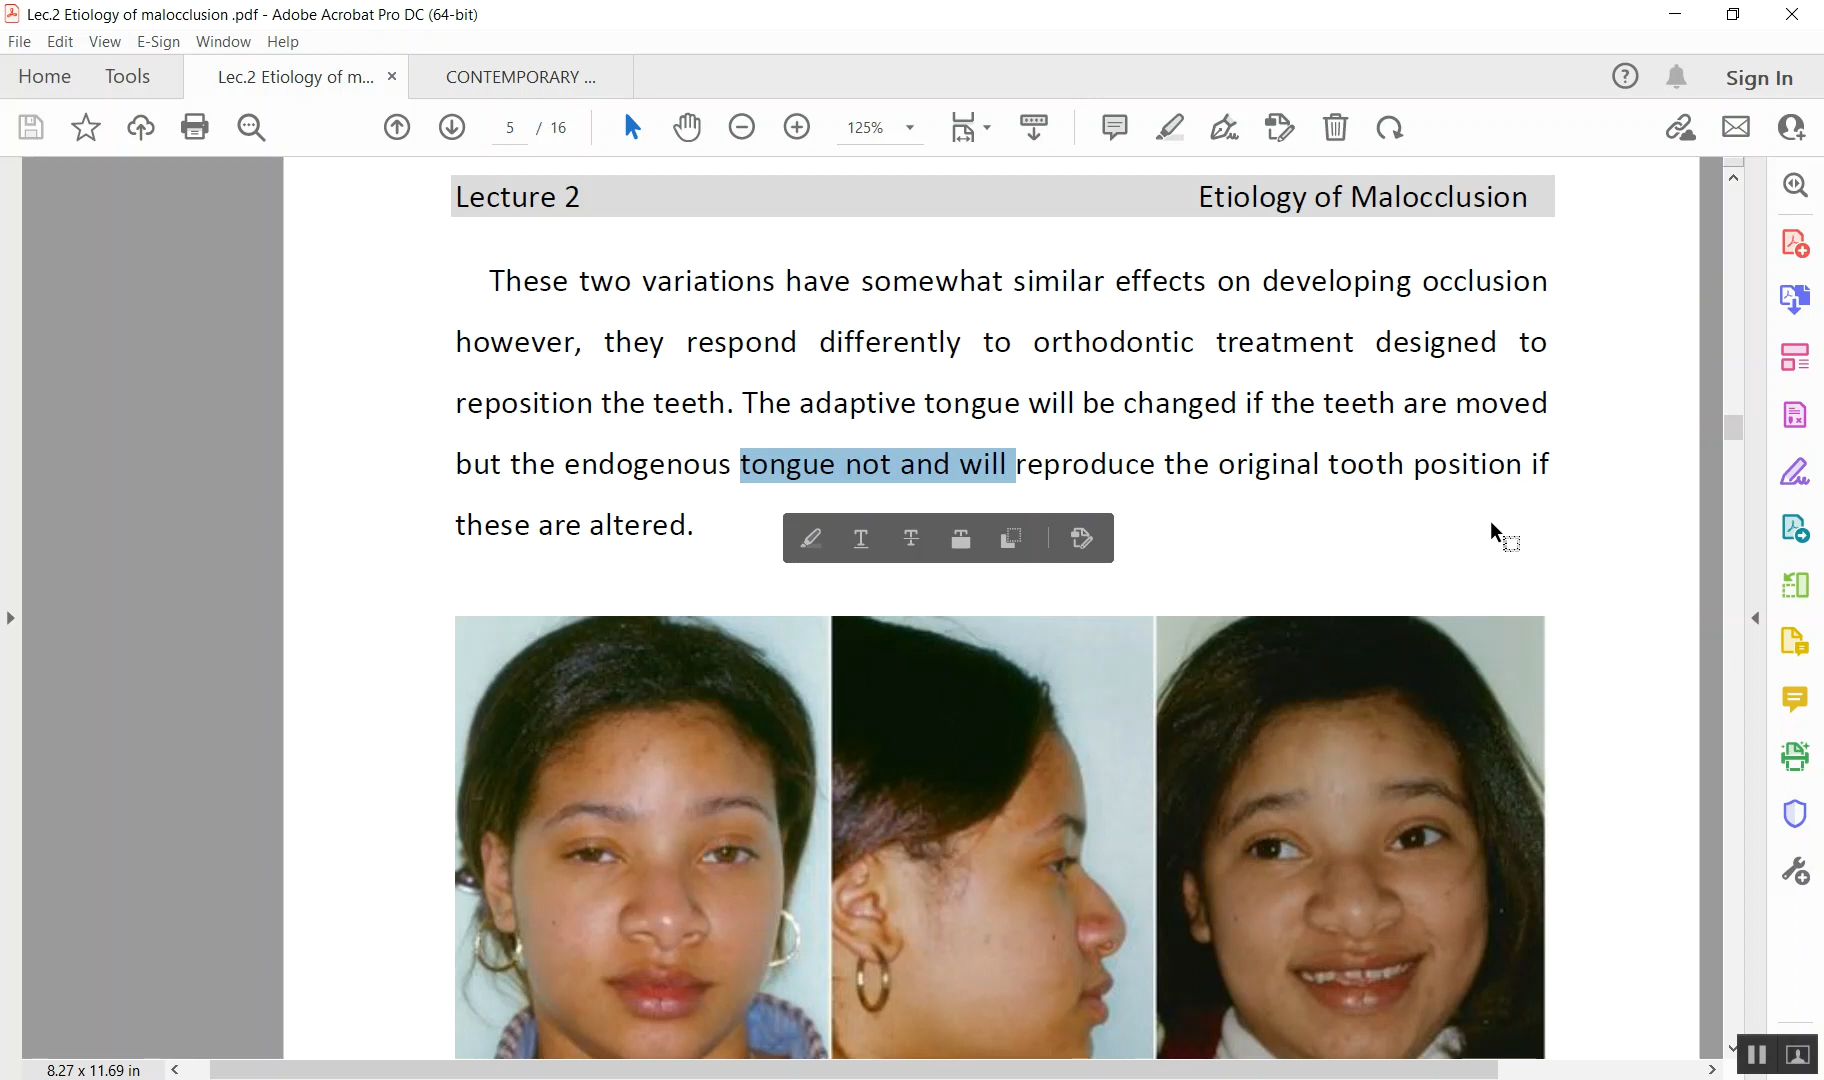 Lec.2 Etiology of malocclusion .pdf - Adobe Acrobat Pro DC (64-bit)
File Edit View E-Sign Window Help
Home Tools Lec.2 Etiology of m... × CONTEMPORARY ... Sign In
5 / 16 125%
Lecture 2 Etiology of Malocclusion
These two variations have somewhat similar effects on developing occlusion
however, they respond differently to orthodontic treatment designed to
reposition the teeth. The adaptive tongue will be changed if the teeth are moved
but the endogenous tongue not and will reproduce the original tooth position if
these are altered.
8.27 x 11.69 in